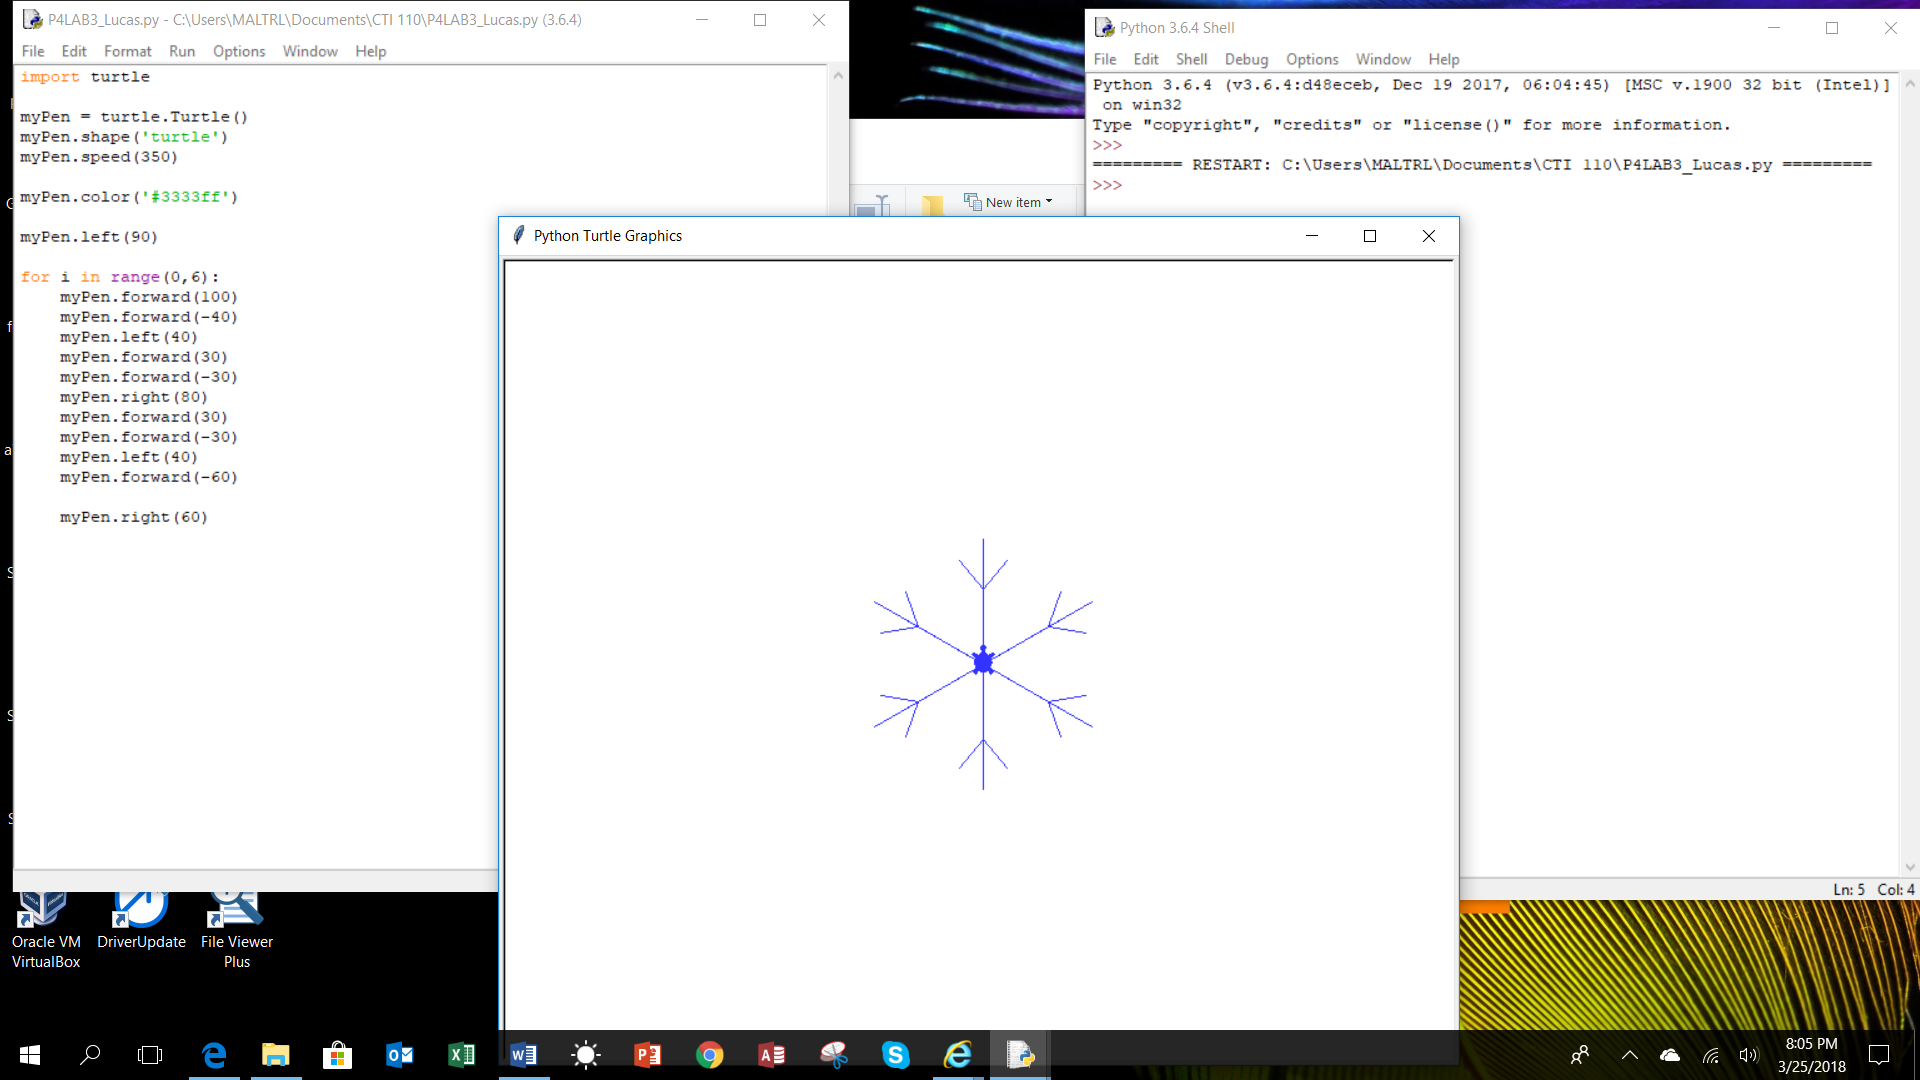 P4LAB3_Lucas.py - C:\Users\MALTRL\Documents\CTI 110\P4LAB3_Lucas.py (3.6.4)
File Edit Format Run Options Window Help
import turtle
myPen = turtle.Turtle()
myPen.shape('turtle')
myPen.speed(350)
myPen.color('#3333ff')
myPen.left(90)
for i in range(0,6):
    myPen.forward(100)
    myPen.forward(-40)
    myPen.left(40)
    myPen.forward(30)
    myPen.forward(-30)
    myPen.right(80)
    myPen.forward(30)
    myPen.forward(-30)
    myPen.left(40)
    myPen.forward(-60)
    myPen.right(60)
Python 3.6.4 Shell
File Edit Shell Debug Options Window Help
Python 3.6.4 (v3.6.4:d48eceb, Dec 19 2017, 06:04:45) [MSC v.1900 32 bit (Intel)]
 on win32
Type "copyright", "credits" or "license()" for more information.
>>>
========= RESTART: C:\Users\MALTRL\Documents\CTI 110\P4LAB3_Lucas.py =========
>>>
Ln: 5 Col: 4
New item
Python Turtle Graphics
Oracle VM
VirtualBox
DriverUpdate
File Viewer
Plus
8:05 PM
3/25/2018